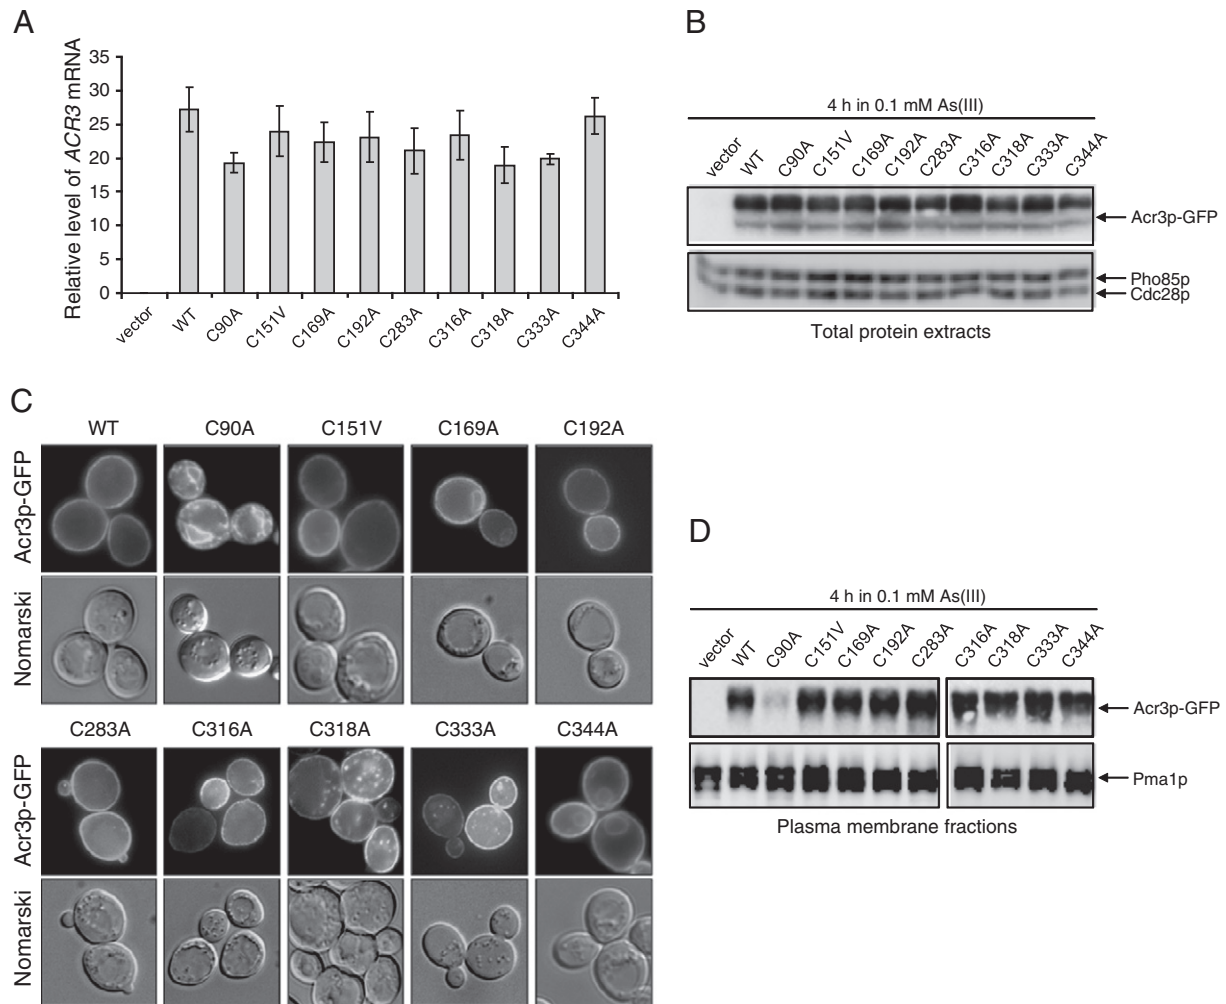 A
Relative level of ACR3 mRNA
35
30
25
20
15
10
5
0
vector
WT
C90A
C151V
C169A
C192A
C283A
C316A
C318A
C333A
C344A
B
4 h in 0.1 mM As(III)
vector
WT
C90A
C151V
C169A
C192A
C283A
C316A
C318A
C333A
C344A
Acr3p-GFP
Pho85p
Cdc28p
Total protein extracts
C
WT C90A C151V C169A C192A
Acr3p-GFP
Nomarski
C283A C316A C318A C333A C344A
Acr3p-GFP
Nomarski
D
4 h in 0.1 mM As(III)
vector
WT
C90A
C151V
C169A
C192A
C283A
C316A
C318A
C333A
C344A
Acr3p-GFP
Pma1p
Plasma membrane fractions